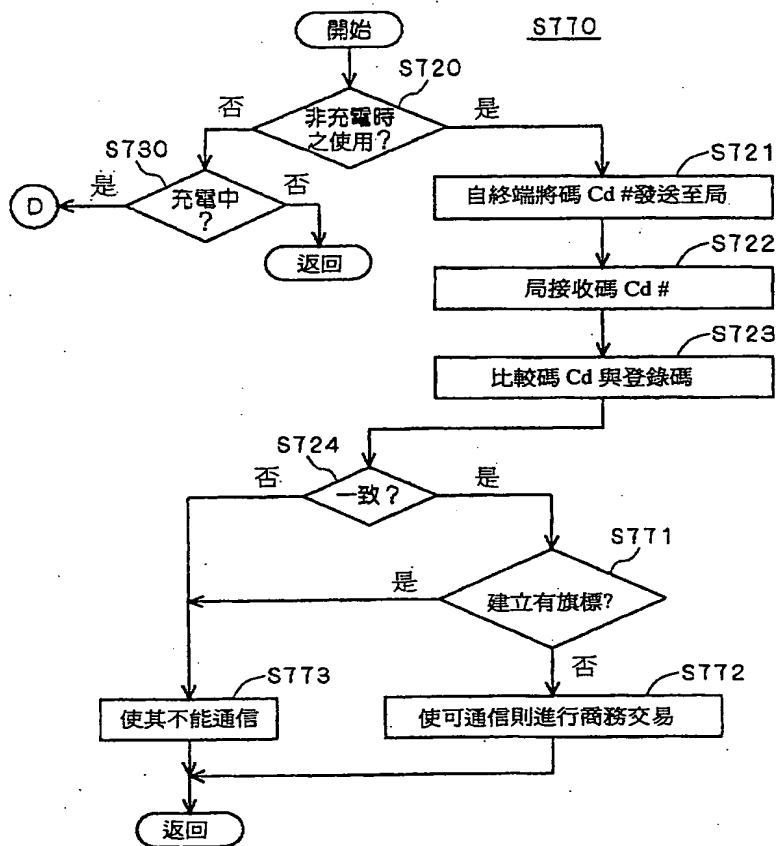 開始
S770
S720
非充電時
之使用?
否
是
S730
充電中
?
是
否
D
返回
S721
自終端將碼 Cd #發送至局
S722
局接收碼 Cd #
S723
比較碼 Cd 與登錄碼
S724
一致?
否
是
S771
建立有旗標?
是
否
S773
使其不能通信
S772
使可通信則進行商務交易
返回